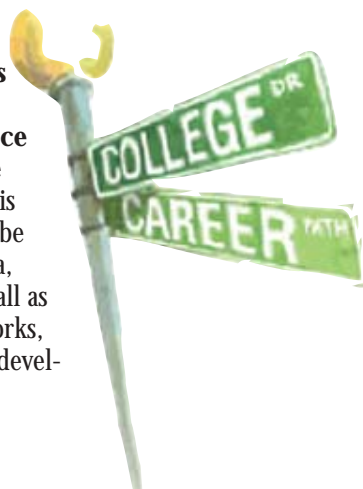 s
ce
COLLEGE DR
CAREER PATH
is
be
a,
all as
orks,
devel-